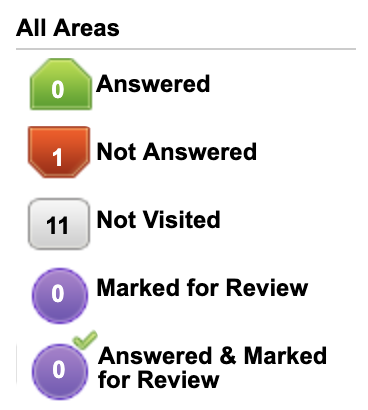 All Areas
0 Answered
1 Not Answered
11 Not Visited
0 Marked for Review
0 Answered & Marked
for Review